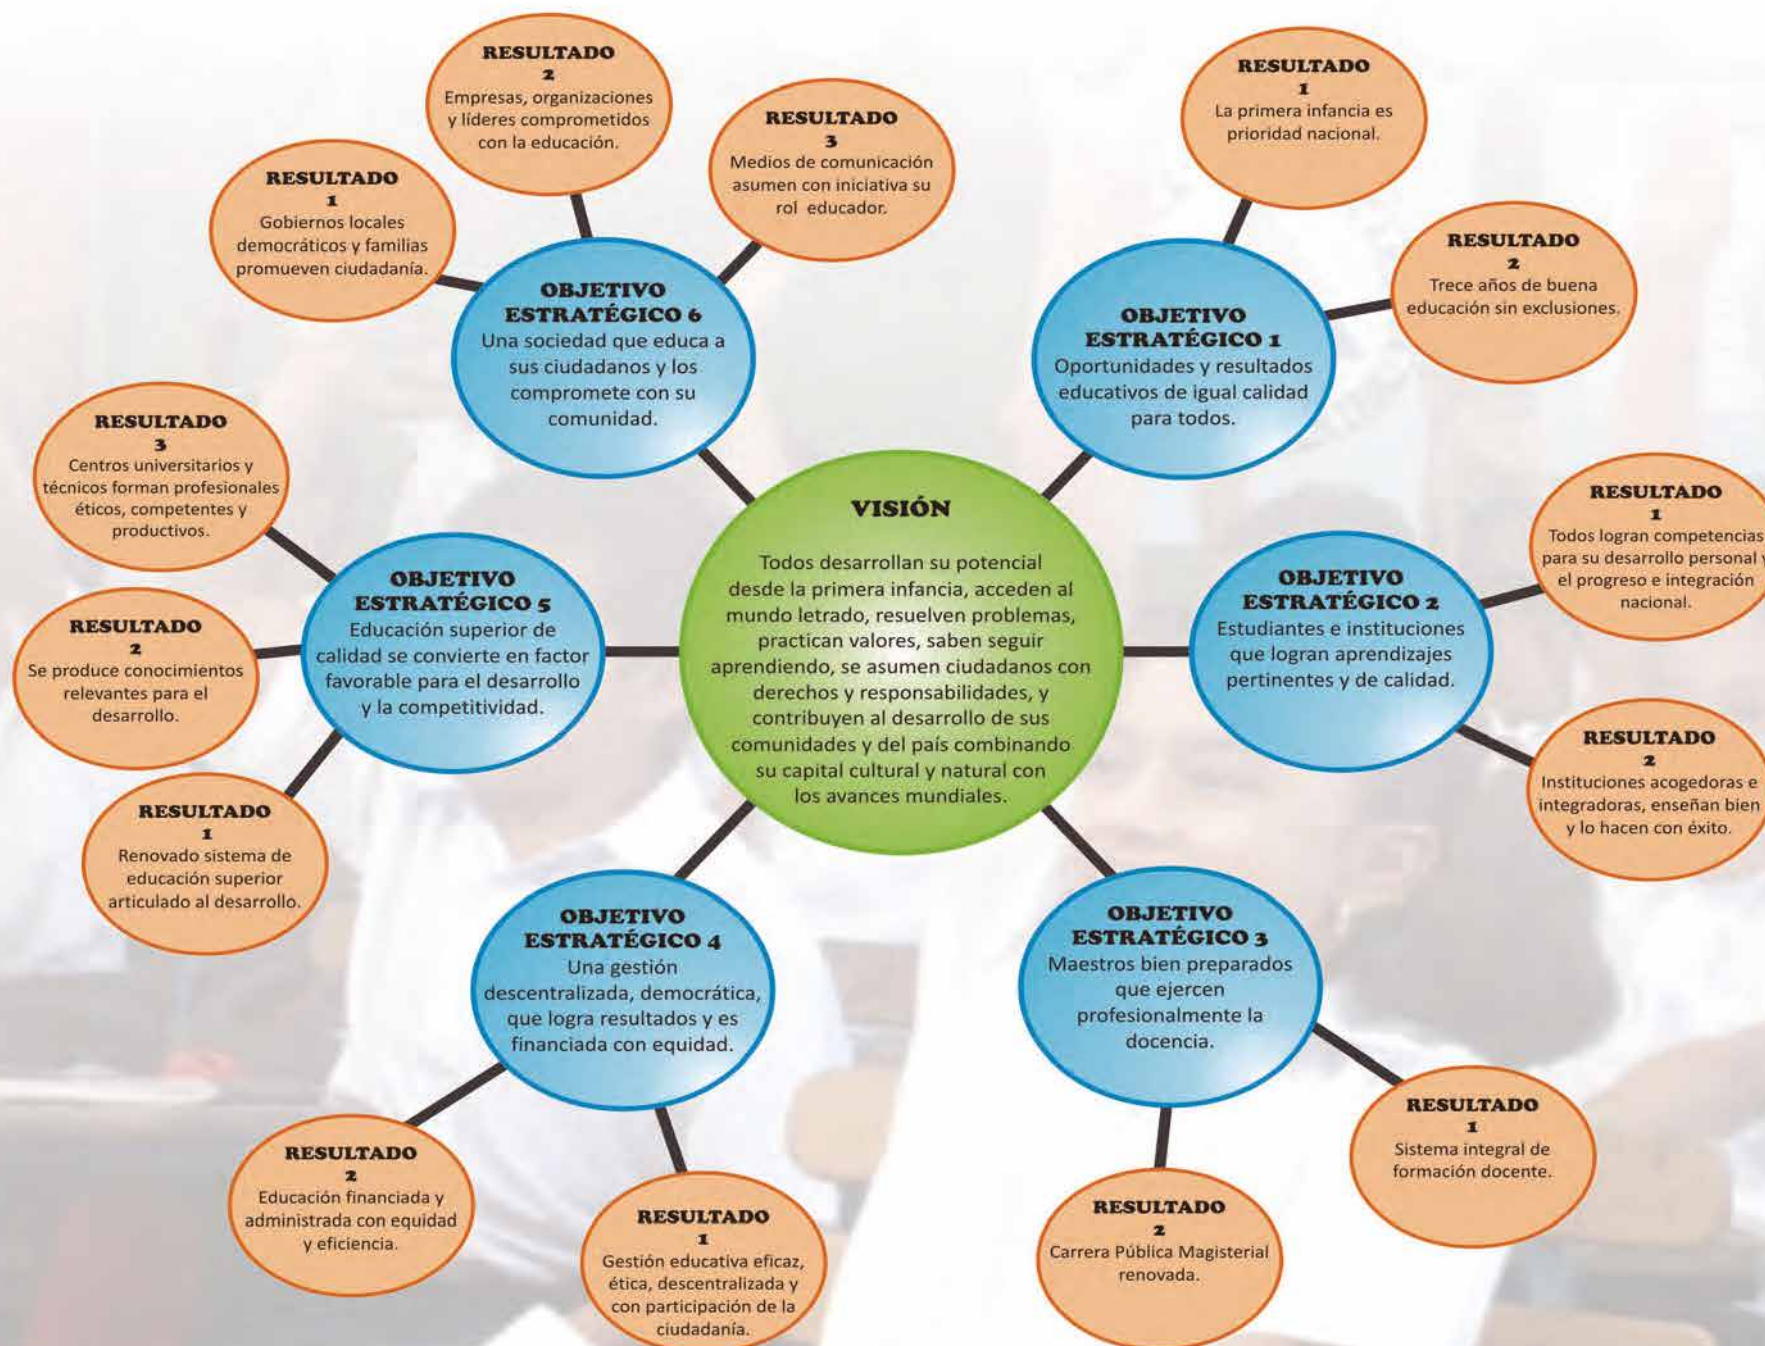 VISIÓN
Todos desarrollan su potencial
desde la primera infancia, acceden al
mundo letrado, resuelven problemas,
practican valores, saben seguir
aprendiendo, se asumen ciudadanos con
derechos y responsabilidades, y
contribuyen al desarrollo de sus
comunidades y del país combinando
su capital cultural y natural con
los avances mundiales.
OBJETIVO
ESTRATÉGICO 1
Oportunidades y resultados
educativos de igual calidad
para todos.
RESULTADO
1
La primera infancia es
prioridad nacional.
RESULTADO
2
Trece años de buena
educación sin exclusiones.
OBJETIVO
ESTRATÉGICO 2
Estudiantes e instituciones
que logran aprendizajes
pertinentes y de calidad.
RESULTADO
1
Todos logran competencias
para su desarrollo personal y
el progreso e integración
nacional.
RESULTADO
2
Instituciones acogedoras e
integradoras, enseñan bien
y lo hacen con éxito.
OBJETIVO
ESTRATÉGICO 3
Maestros bien preparados
que ejercen
profesionalmente la
docencia.
RESULTADO
1
Sistema integral de
formación docente.
RESULTADO
2
Carrera Pública Magisterial
renovada.
OBJETIVO
ESTRATÉGICO 4
Una gestión
descentralizada, democrática,
que logra resultados y es
financiada con equidad.
RESULTADO
1
Gestión educativa eficaz,
ética, descentralizada y
con participación de la
ciudadanía.
RESULTADO
2
Educación financiada y
administrada con equidad
y eficiencia.
OBJETIVO
ESTRATÉGICO 5
Educación superior de
calidad se convierte en factor
favorable para el desarrollo
y la competitividad.
RESULTADO
1
Renovado sistema de
educación superior
articulado al desarrollo.
RESULTADO
2
Se produce conocimientos
relevantes para el
desarrollo.
RESULTADO
3
Centros universitarios y
técnicos forman profesionales
éticos, competentes y
productivos.
OBJETIVO
ESTRATÉGICO 6
Una sociedad que educa a
sus ciudadanos y los
compromete con su
comunidad.
RESULTADO
1
Gobiernos locales
democráticos y familias
promueven ciudadanía.
RESULTADO
2
Empresas, organizaciones
y líderes comprometidos
con la educación.
RESULTADO
3
Medios de comunicación
asumen con iniciativa su
rol educador.